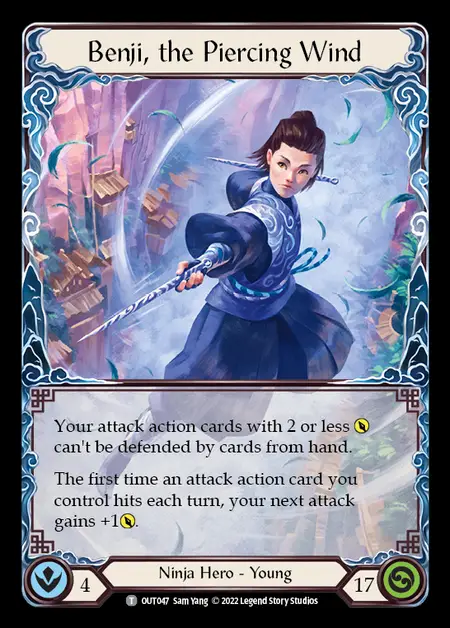 Benji, the Piercing Wind
Your attack action cards with 2 or less
can't be defended by cards from hand.
The first time an attack action card you
control hits each turn, your next attack
gains +1.
4
Ninja Hero - Young
17
T OUT047 Sam Yang © 2022 Legend Story Studios